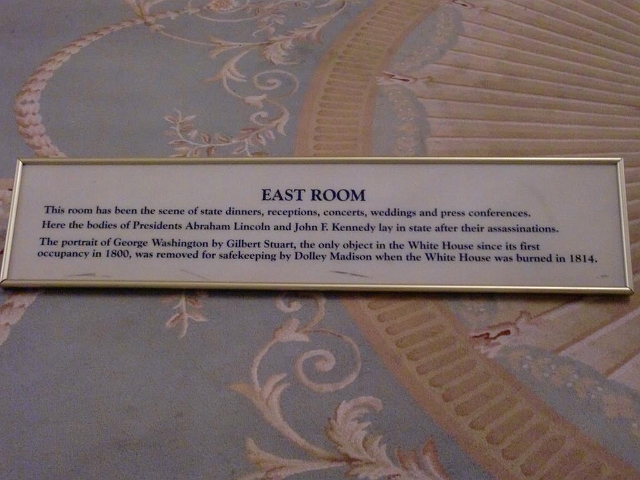 EAST ROOM
This room has been the scene of state dinners, receptions, concerts, weddings and press conferences.
Here the bodies of Presidents Abraham Lincoln and John F. Kennedy lay in state after their assassinations.
The portrait of George Washington by Gilbert Stuart, the only object in the White House since its first
occupancy in 1800, was removed for safekeeping by Dolley Madison when the White House was burned in 1814.